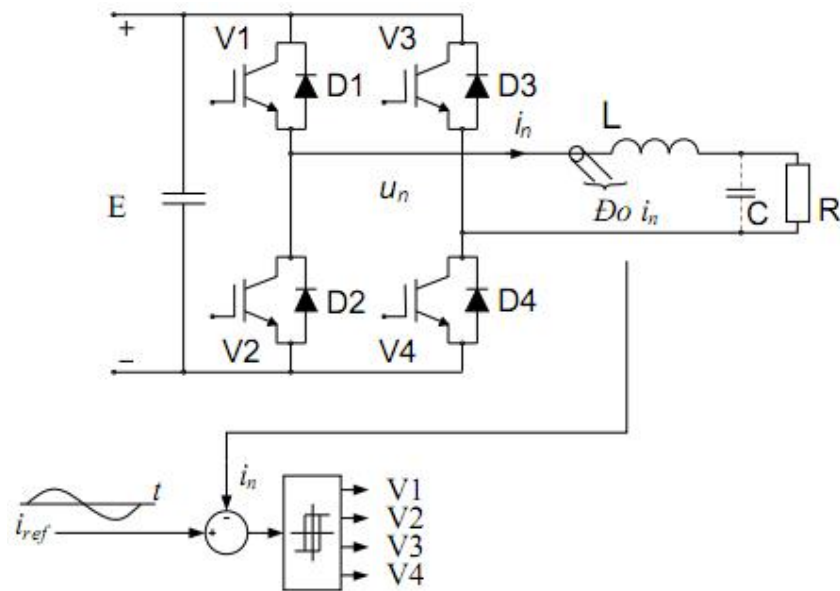 +
V1
V3
D1
D3
i_n
L
E
u_n
Đo i_n
C
R
D2
D4
V2
V4
−
i_n
t
i_ref
-
+
V1
V2
V3
V4